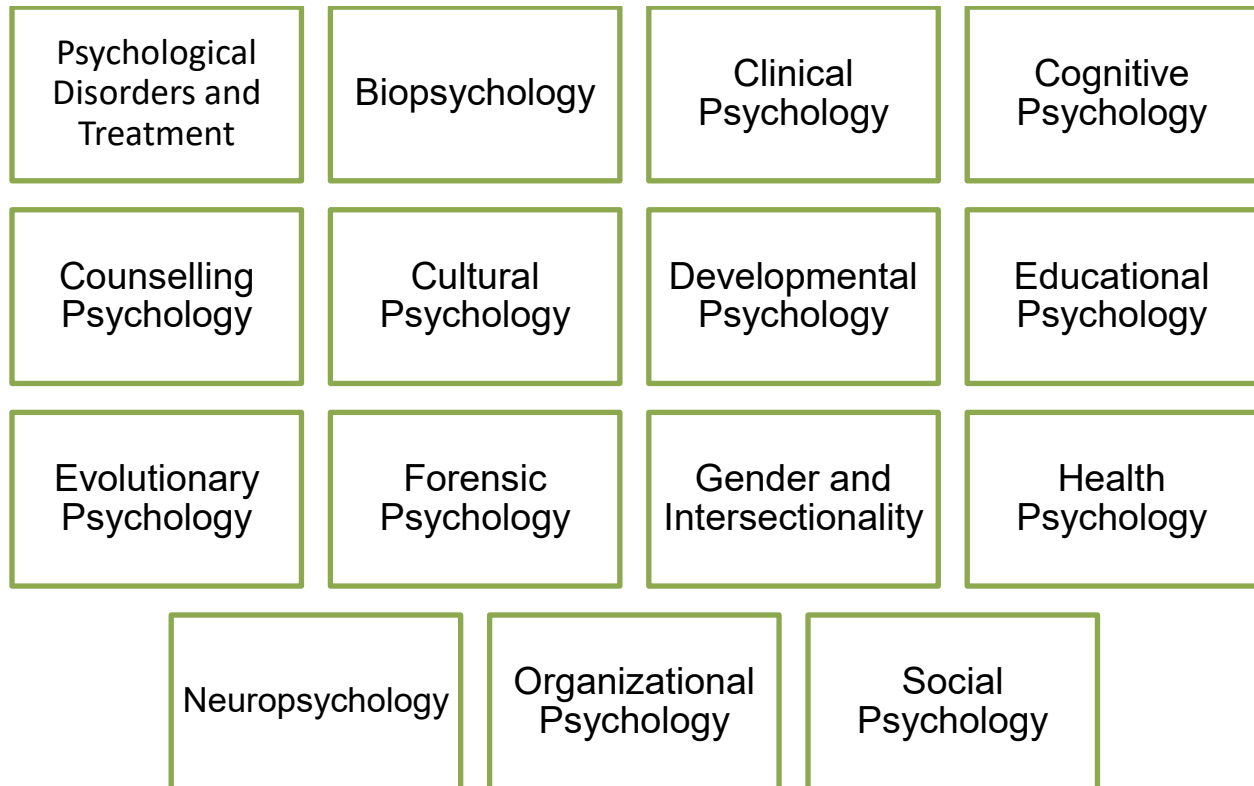 Psychological
Disorders and
Treatment
Biopsychology
Clinical
Psychology
Cognitive
Psychology
Counselling
Psychology
Cultural
Psychology
Developmental
Psychology
Educational
Psychology
Evolutionary
Psychology
Forensic
Psychology
Gender and
Intersectionality
Health
Psychology
Neuropsychology
Organizational
Psychology
Social
Psychology